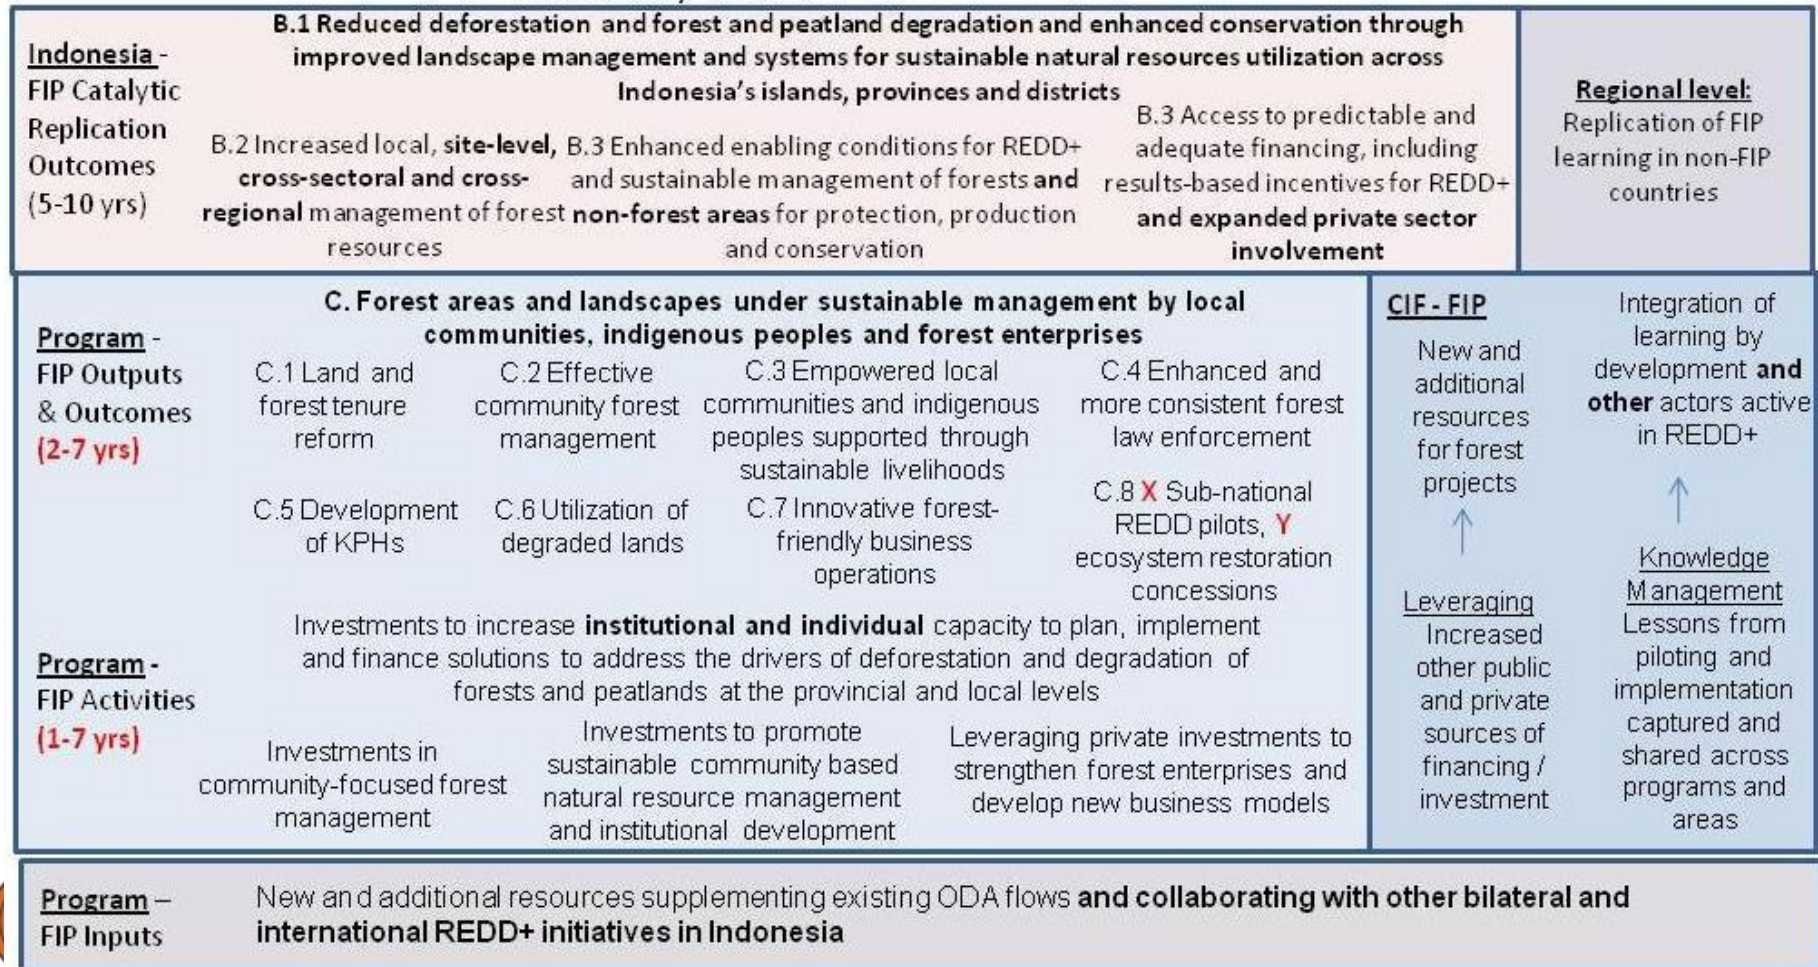 B.1 Reduced deforestation and forest and peatland degradation and enhanced conservation through
improved landscape management and systems for sustainable natural resources utilization across
Indonesia's islands, provinces and districts
Indonesia -
FIP Catalytic
Replication
Outcomes
(5-10 yrs)
B.2 Increased local, site-level,
cross-sectoral and cross-
regional management of forest
resources
B.3 Enhanced enabling conditions for REDD+
and sustainable management of forests and
non-forest areas for protection, production
and conservation
B.3 Access to predictable and
adequate financing, including
results-based incentives for REDD+
and expanded private sector
involvement
Regional level:
Replication of FIP
learning in non-FIP
countries
Program -
FIP Outputs
& Outcomes
(2-7 yrs)
C. Forest areas and landscapes under sustainable management by local
communities, indigenous peoples and forest enterprises
C.1 Land and
forest tenure
reform
C.2 Effective
community forest
management
C.3 Empowered local
communities and indigenous
peoples supported through
sustainable livelihoods
C.4 Enhanced and
more consistent forest
law enforcement
C.5 Development
of KPHs
C.6 Utilization of
degraded lands
C.7 Innovative forest-
friendly business
operations
C.8 X Sub-national
REDD pilots, Y
ecosystem restoration
concessions
Program -
FIP Activities
(1-7 yrs)
Investments to increase institutional and individual capacity to plan, implement
and finance solutions to address the drivers of deforestation and degradation of
forests and peatlands at the provincial and local levels
Investments in
community-focused forest
management
Investments to promote
sustainable community based
natural resource management
and institutional development
Leveraging private investments to
strengthen forest enterprises and
develop new business models
CIF - FIP
New and
additional
resources
for forest
projects
Leveraging
Increased
other public
and private
sources of
financing /
investment
Integration of
learning by
development and
other actors active
in REDD+
Knowledge
Management
Lessons from
piloting and
implementation
captured and
shared across
programs and
areas
Program –
FIP Inputs
New and additional resources supplementing existing ODA flows and collaborating with other bilateral and
international REDD+ initiatives in Indonesia